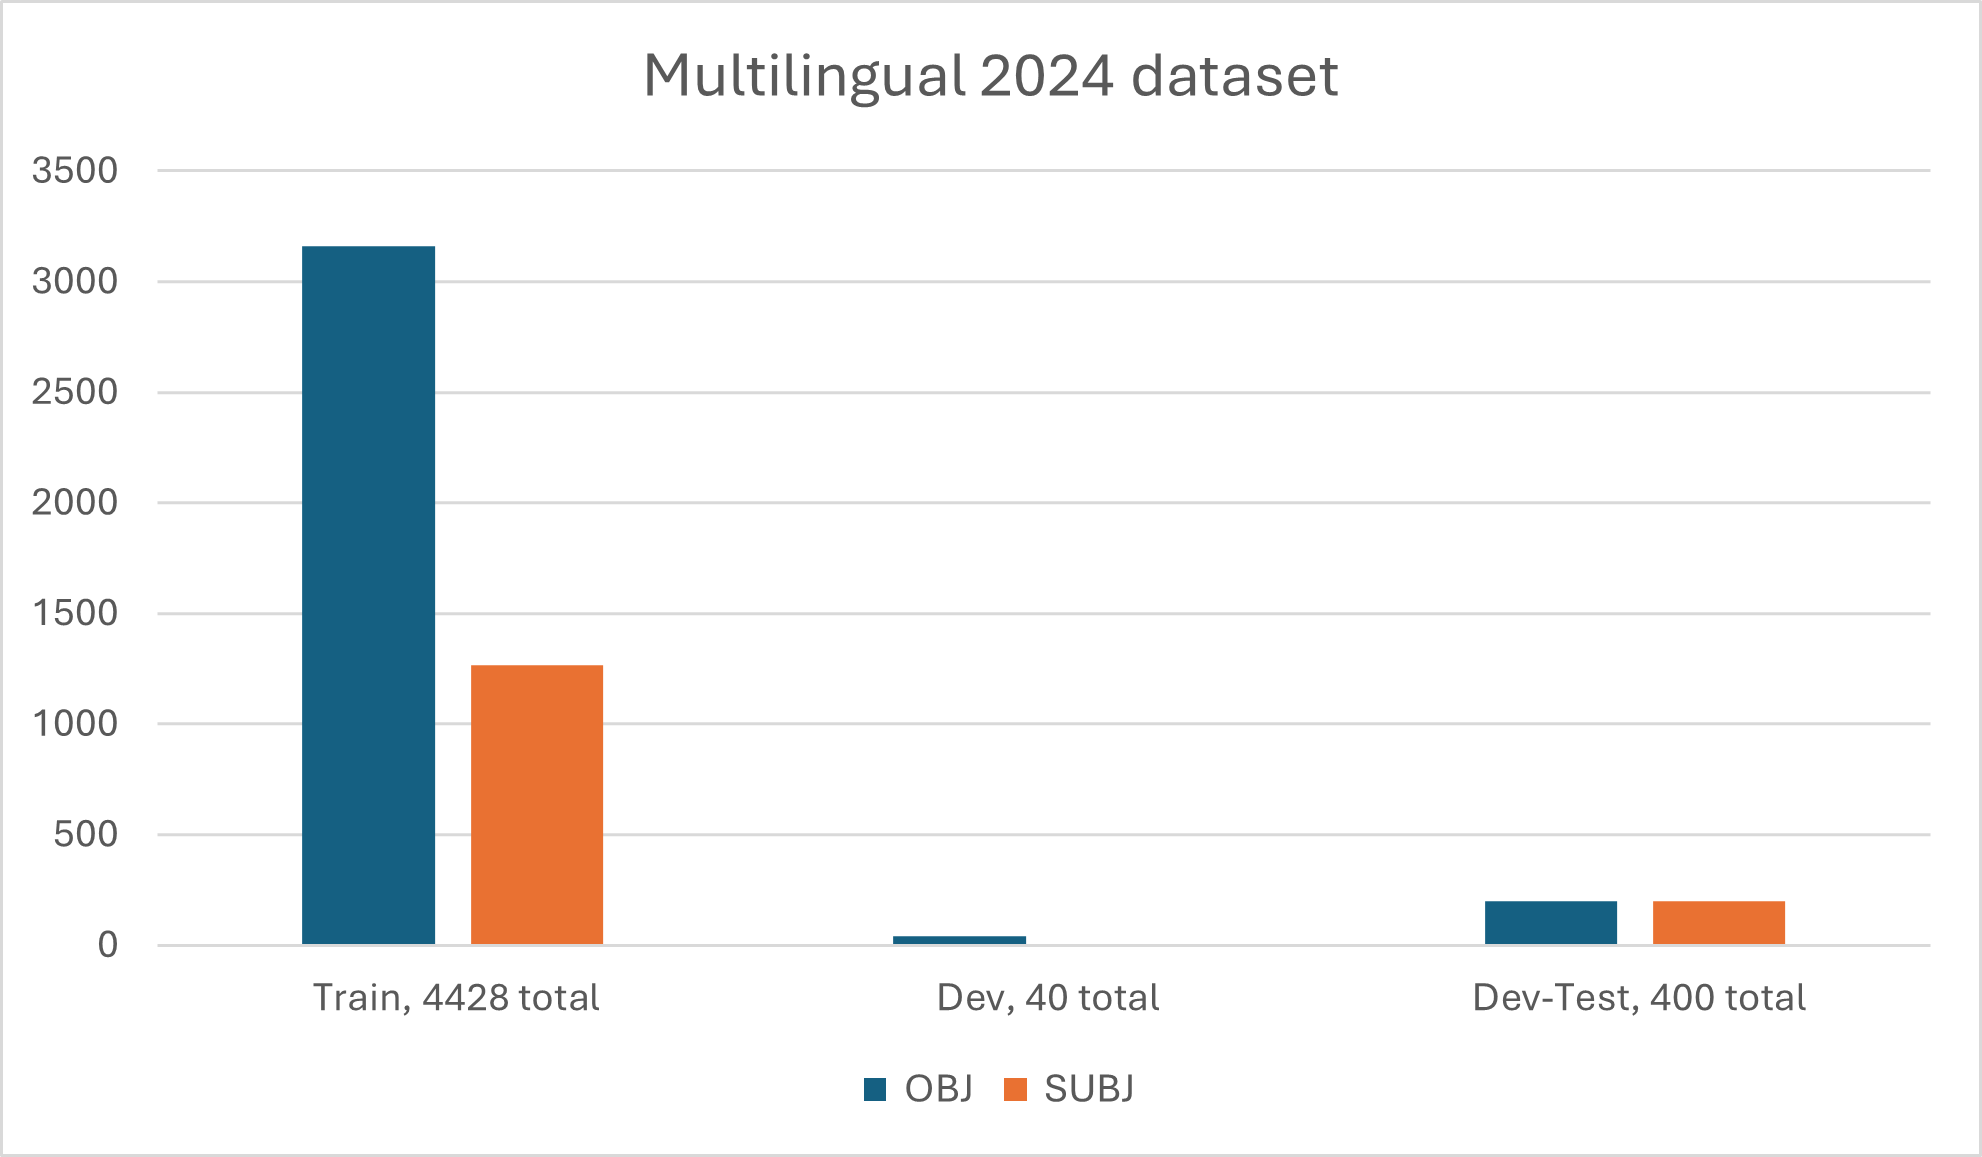 Multilingual 2024 dataset
3500
3000
2500
2000
1500
1000
500
0
Train, 4428 total
Dev, 40 total
Dev-Test, 400 total
OBJ
SUBJ